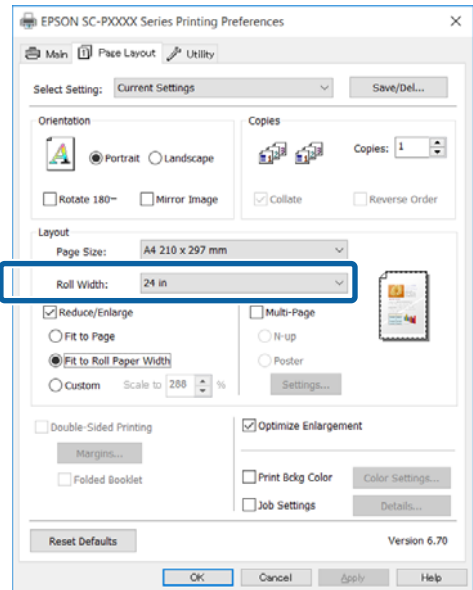 EPSON SC-PXXXX Series Printing Preferences
Main Page Layout Utility
Select Setting: Current Settings Save/Del...
Orientation Copies
Portrait Landscape Copies: 1
Rotate 180~ Mirror Image Collate Reverse Order
Layout
Page Size: A4 210 x 297 mm
Roll Width: 24 in
Reduce/Enlarge Multi-Page
Fit to Page N-up
Fit to Roll Paper Width Poster
Custom Scale to 288 % Settings...
Double-Sided Printing Optimize Enlargement
Margins...
Folded Booklet Print Bckg Color Color Settings...
Job Settings Details...
Reset Defaults Version 6.70
OK Cancel Apply Help